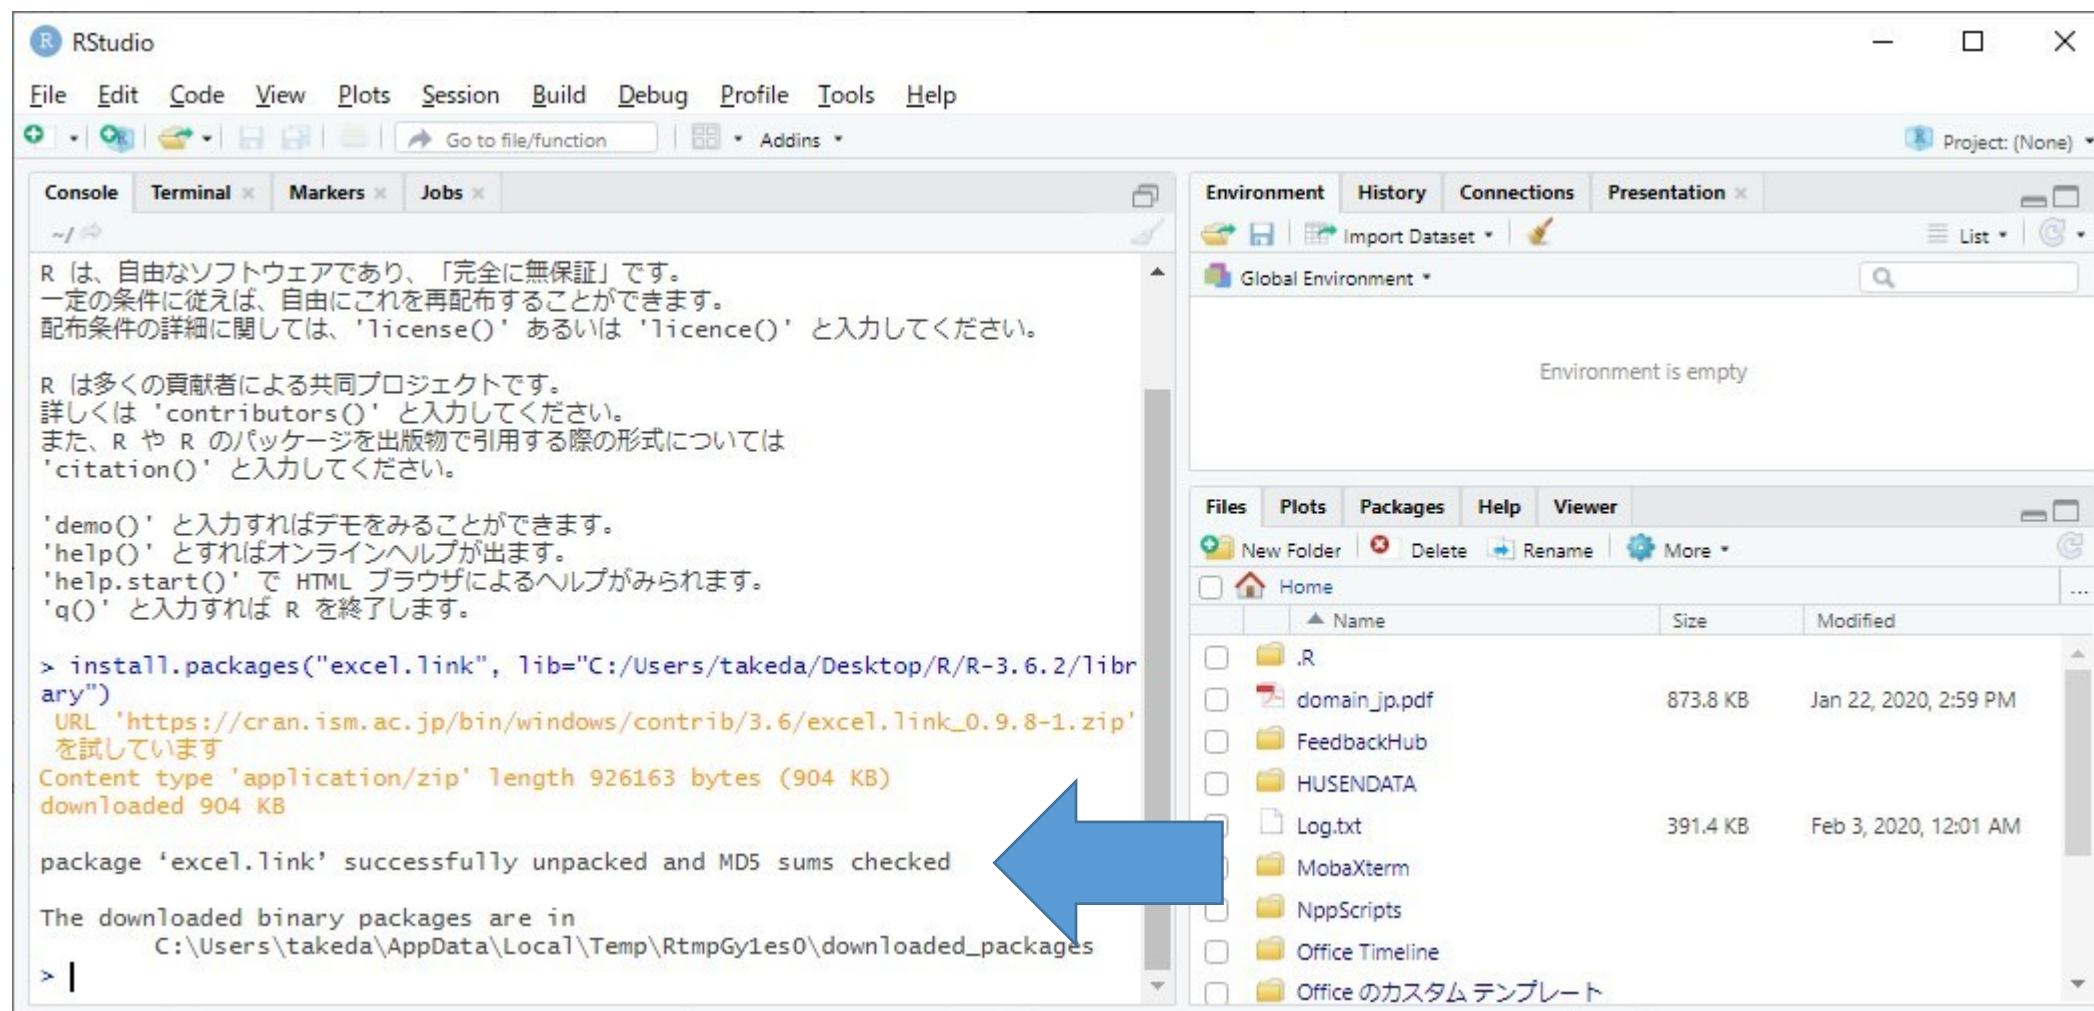 RStudio
File Edit Code View Plots Session Build Debug Profile Tools Help
Go to file/function Addins Project: (None)
Console Terminal Markers Jobs
~/
R は、自由なソフトウェアであり、「完全に無保証」です。
一定の条件に従えば、自由にこれを再配布することができます。
配布条件の詳細に関しては、'license()' あるいは 'licence()' と入力してください。
R は多くの貢献者による共同プロジェクトです。
詳しくは 'contributors()' と入力してください。
また、R や R のパッケージを出版物で引用する際の形式については
'citation()' と入力してください。
'demo()' と入力すればデモをみることができます。
'help()' とすればオンラインヘルプが出ます。
'help.start()' で HTML ブラウザによるヘルプがみられます。
'q()' と入力すれば R を終了します。
> install.packages("excel.link", lib="C:/Users/takeda/Desktop/R/R-3.6.2/libr
ary")
URL 'https://cran.ism.ac.jp/bin/windows/contrib/3.6/excel.link_0.9.8-1.zip'
を試しています
Content type 'application/zip' length 926163 bytes (904 KB)
downloaded 904 KB
package ‘excel.link’ successfully unpacked and MD5 sums checked
The downloaded binary packages are in
C:\Users\takeda\AppData\Local\Temp\RtmpGy1esO\downloaded_packages
>
Environment History Connections Presentation
Import Dataset List
Global Environment
Environment is empty
Files Plots Packages Help Viewer
New Folder Delete Rename More
Home ...
Name Size Modified
.R
domain_jp.pdf 873.8 KB Jan 22, 2020, 2:59 PM
FeedbackHub
HUSENDATA
Log.txt 391.4 KB Feb 3, 2020, 12:01 AM
MobaXterm
NppScripts
Office Timeline
Office のカスタム テンプレート